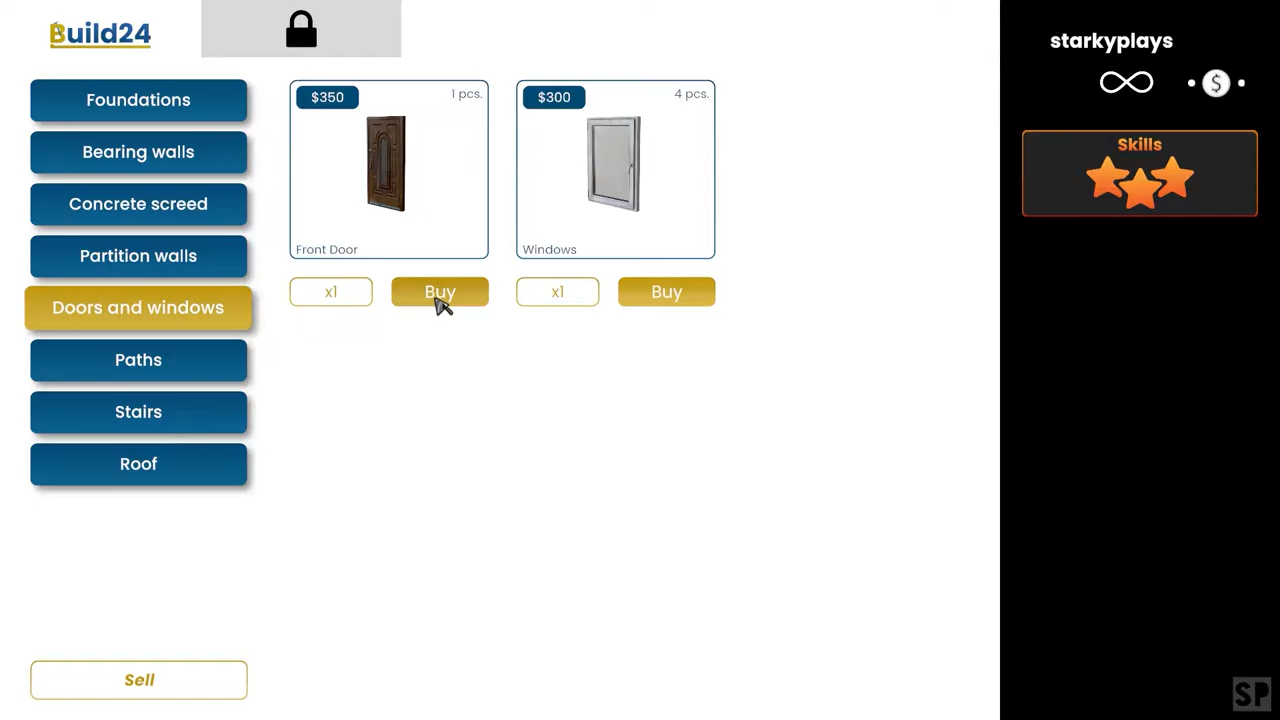 Build24
starkyplays
$
Skills
Foundations
Bearing walls
Concrete screed
Partition walls
Doors and windows
Paths
Stairs
Roof
Sell
$350
1 pcs.
Front Door
x1
Buy
$300
4 pcs.
Windows
x1
Buy
SP